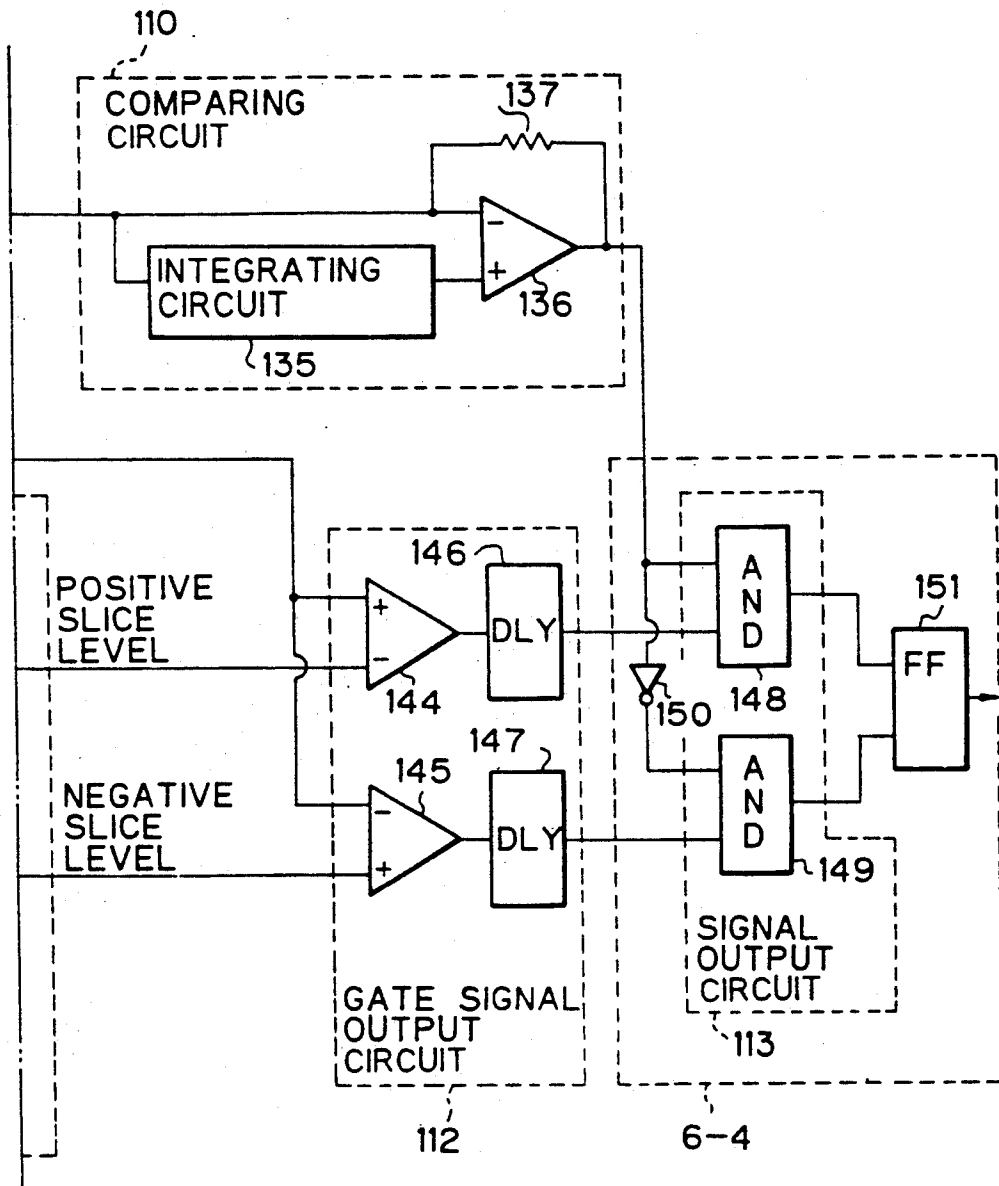 110
COMPARING
CIRCUIT
137
−
+
136
INTEGRATING
CIRCUIT
135
POSITIVE
SLICE
LEVEL
146
+
−
144
DLY
A
N
D
148
151
FF
150
NEGATIVE
SLICE
LEVEL
145
−
+
147
DLY
A
N
D
149
GATE SIGNAL
OUTPUT
CIRCUIT
112
SIGNAL
OUTPUT
CIRCUIT
113
6-4